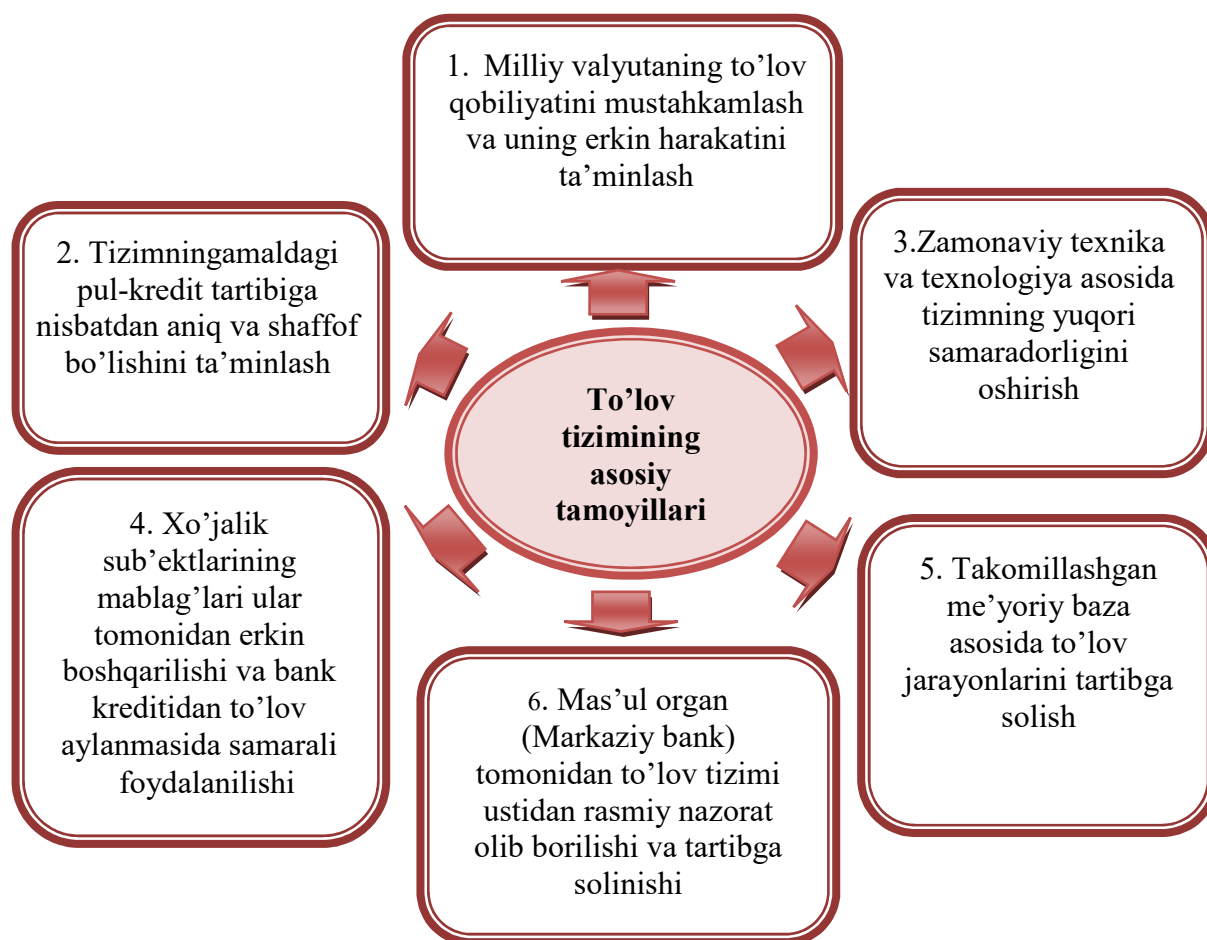 1. Milliy valyutaning to’lov
qobiliyatini mustahkamlash
va uning erkin harakatini
ta’minlash
2. Tizimningamaldagi
pul-kredit tartibiga
nisbatdan aniq va shaffof
bo’lishini ta’minlash
3.Zamonaviy texnika
va texnologiya asosida
tizimning yuqori
samaradorligini
oshirish
To’lov
tizimining
asosiy
tamoyillari
4. Xo’jalik
sub’ektlarining
mablag’lari ular
tomonidan erkin
boshqarilishi va bank
kreditidan to’lov
aylanmasida samarali
foydalanilishi
5. Takomillashgan
me’yoriy baza
asosida to’lov
jarayonlarini tartibga
solish
6. Mas’ul organ
(Markaziy bank)
tomonidan to’lov tizimi
ustidan rasmiy nazorat
olib borilishi va tartibga
solinishi